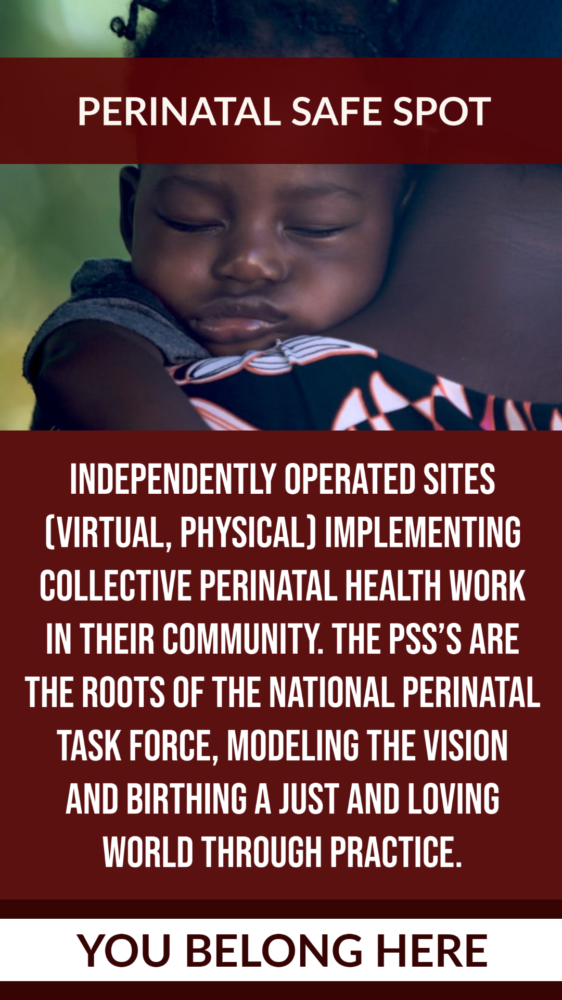 PERINATAL SAFE SPOT
INDEPENDENTLY OPERATED SITES
(VIRTUAL, PHYSICAL) IMPLEMENTING
COLLECTIVE PERINATAL HEALTH WORK
IN THEIR COMMUNITY. THE PSS’S ARE
THE ROOTS OF THE NATIONAL PERINATAL
TASK FORCE, MODELING THE VISION
AND BIRTHING A JUST AND LOVING
WORLD THROUGH PRACTICE.
YOU BELONG HERE